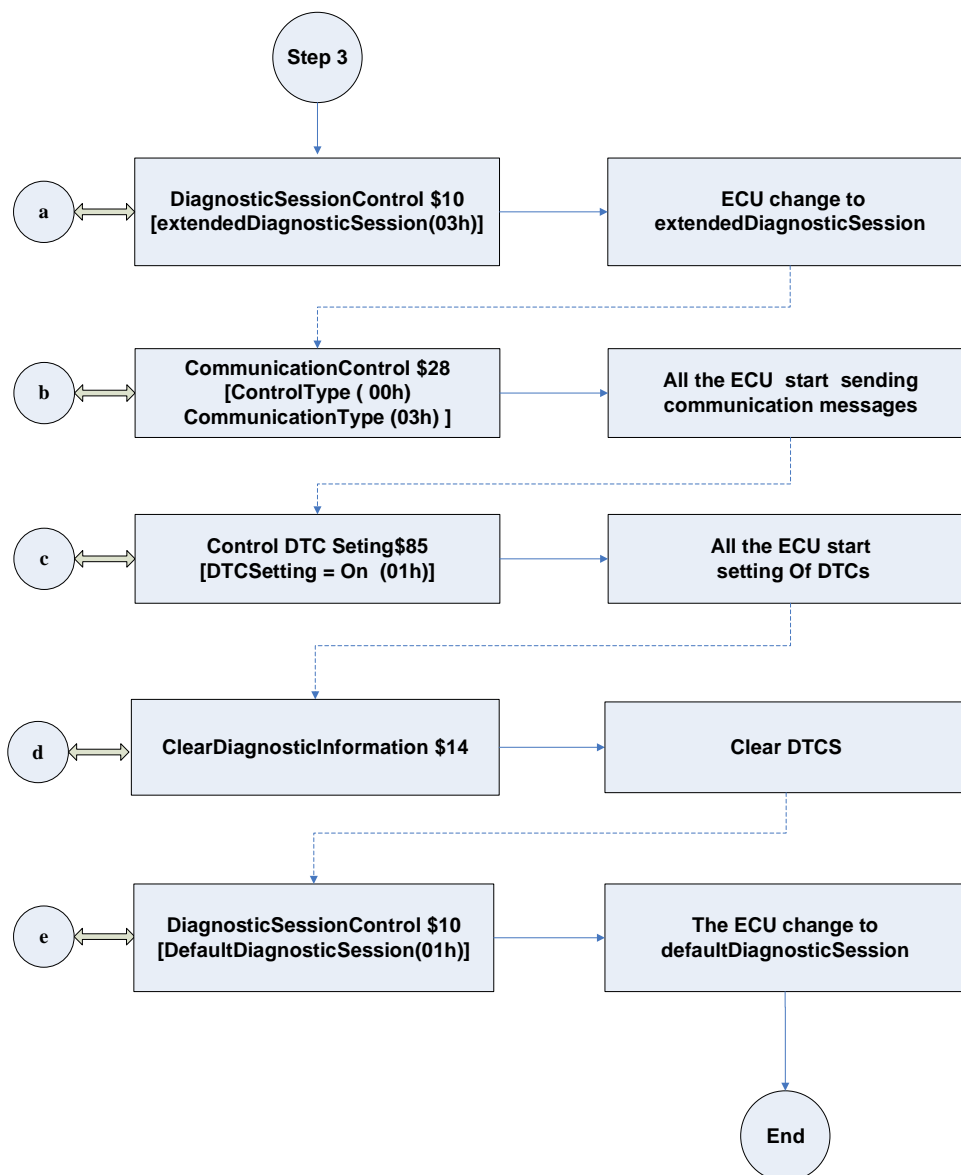 Step 3
a
DiagnosticSessionControl $10
[extendedDiagnosticSession(03h)]
ECU change to
extendedDiagnosticSession
b
CommunicationControl $28
[ControlType ( 00h)
CommunicationType (03h) ]
All the ECU start sending
communication messages
c
Control DTC Seting$85
[DTCSetting = On (01h)]
All the ECU start
setting Of DTCs
d
ClearDiagnosticInformation $14
Clear DTCS
e
DiagnosticSessionControl $10
[DefaultDiagnosticSession(01h)]
The ECU change to
defaultDiagnosticSession
End